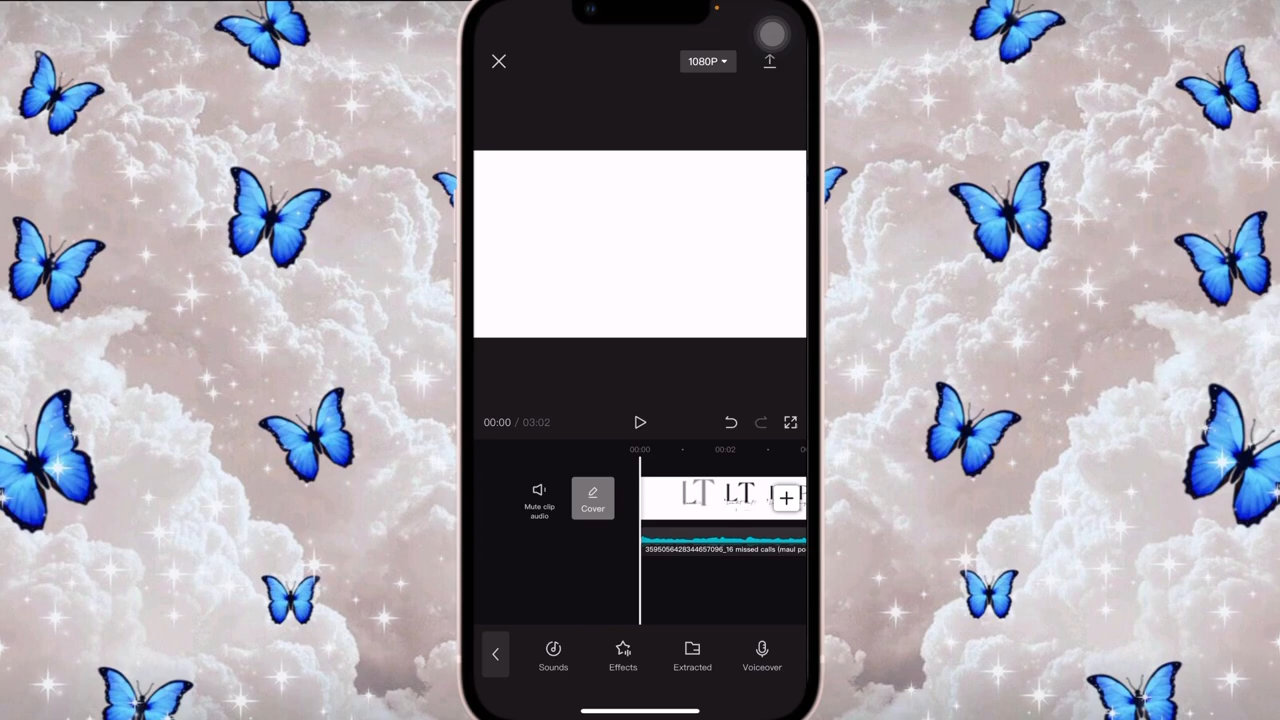 1080P
00:00 / 03:02
00:00
00:02
Mute clip
audio
Cover
LT LT
3595056428344657096_16 missed calls (maul po
Sounds
Effects
Extracted
Voiceover